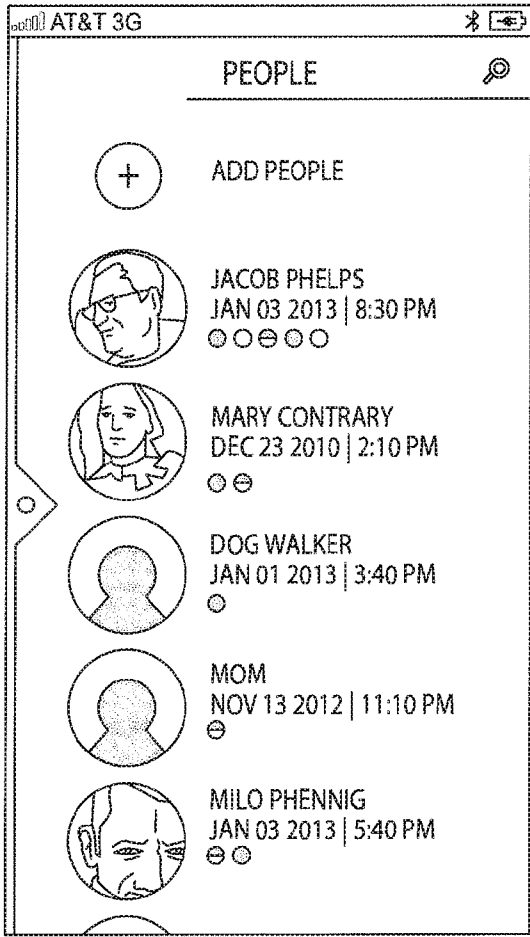 AT&T 3G
PEOPLE
ADD PEOPLE
JACOB PHELPS
JAN 03 2013 | 8:30 PM
MARY CONTRARY
DEC 23 2010 | 2:10 PM
DOG WALKER
JAN 01 2013 | 3:40 PM
MOM
NOV 13 2012 | 11:10 PM
MILO PHENNIG
JAN 03 2013 | 5:40 PM